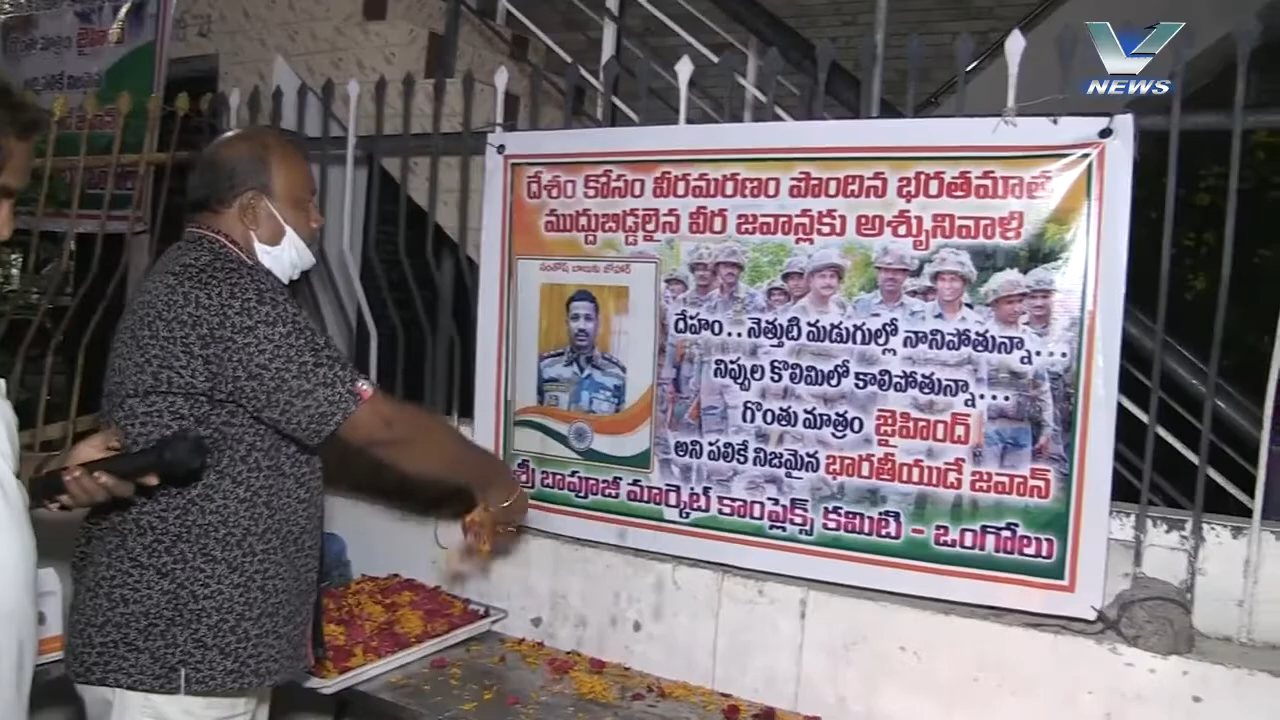 గొంతు మాత్రం జైహింద్
V
NEWS
దేశం కోసం వీరమరణం పొందిన భరతమాత
ముద్దుబిడ్డలైన వీర జవాన్లకు అశృనివాళి
సంతోష్ బాబుకు జోహార్
దేహం.. నెత్తుటి మడుగుల్లో నానిపోతున్నా...
నిప్పుల కొలిమిలో కాలిపోతున్నా...
గొంతు మాత్రం జైహింద్
అని పలికే నిజమైన భారతీయుడే జవాన్
శ్రీ బాపూజీ మార్కెట్ కాంప్లెక్స్ కమిటి - ఒంగోలు